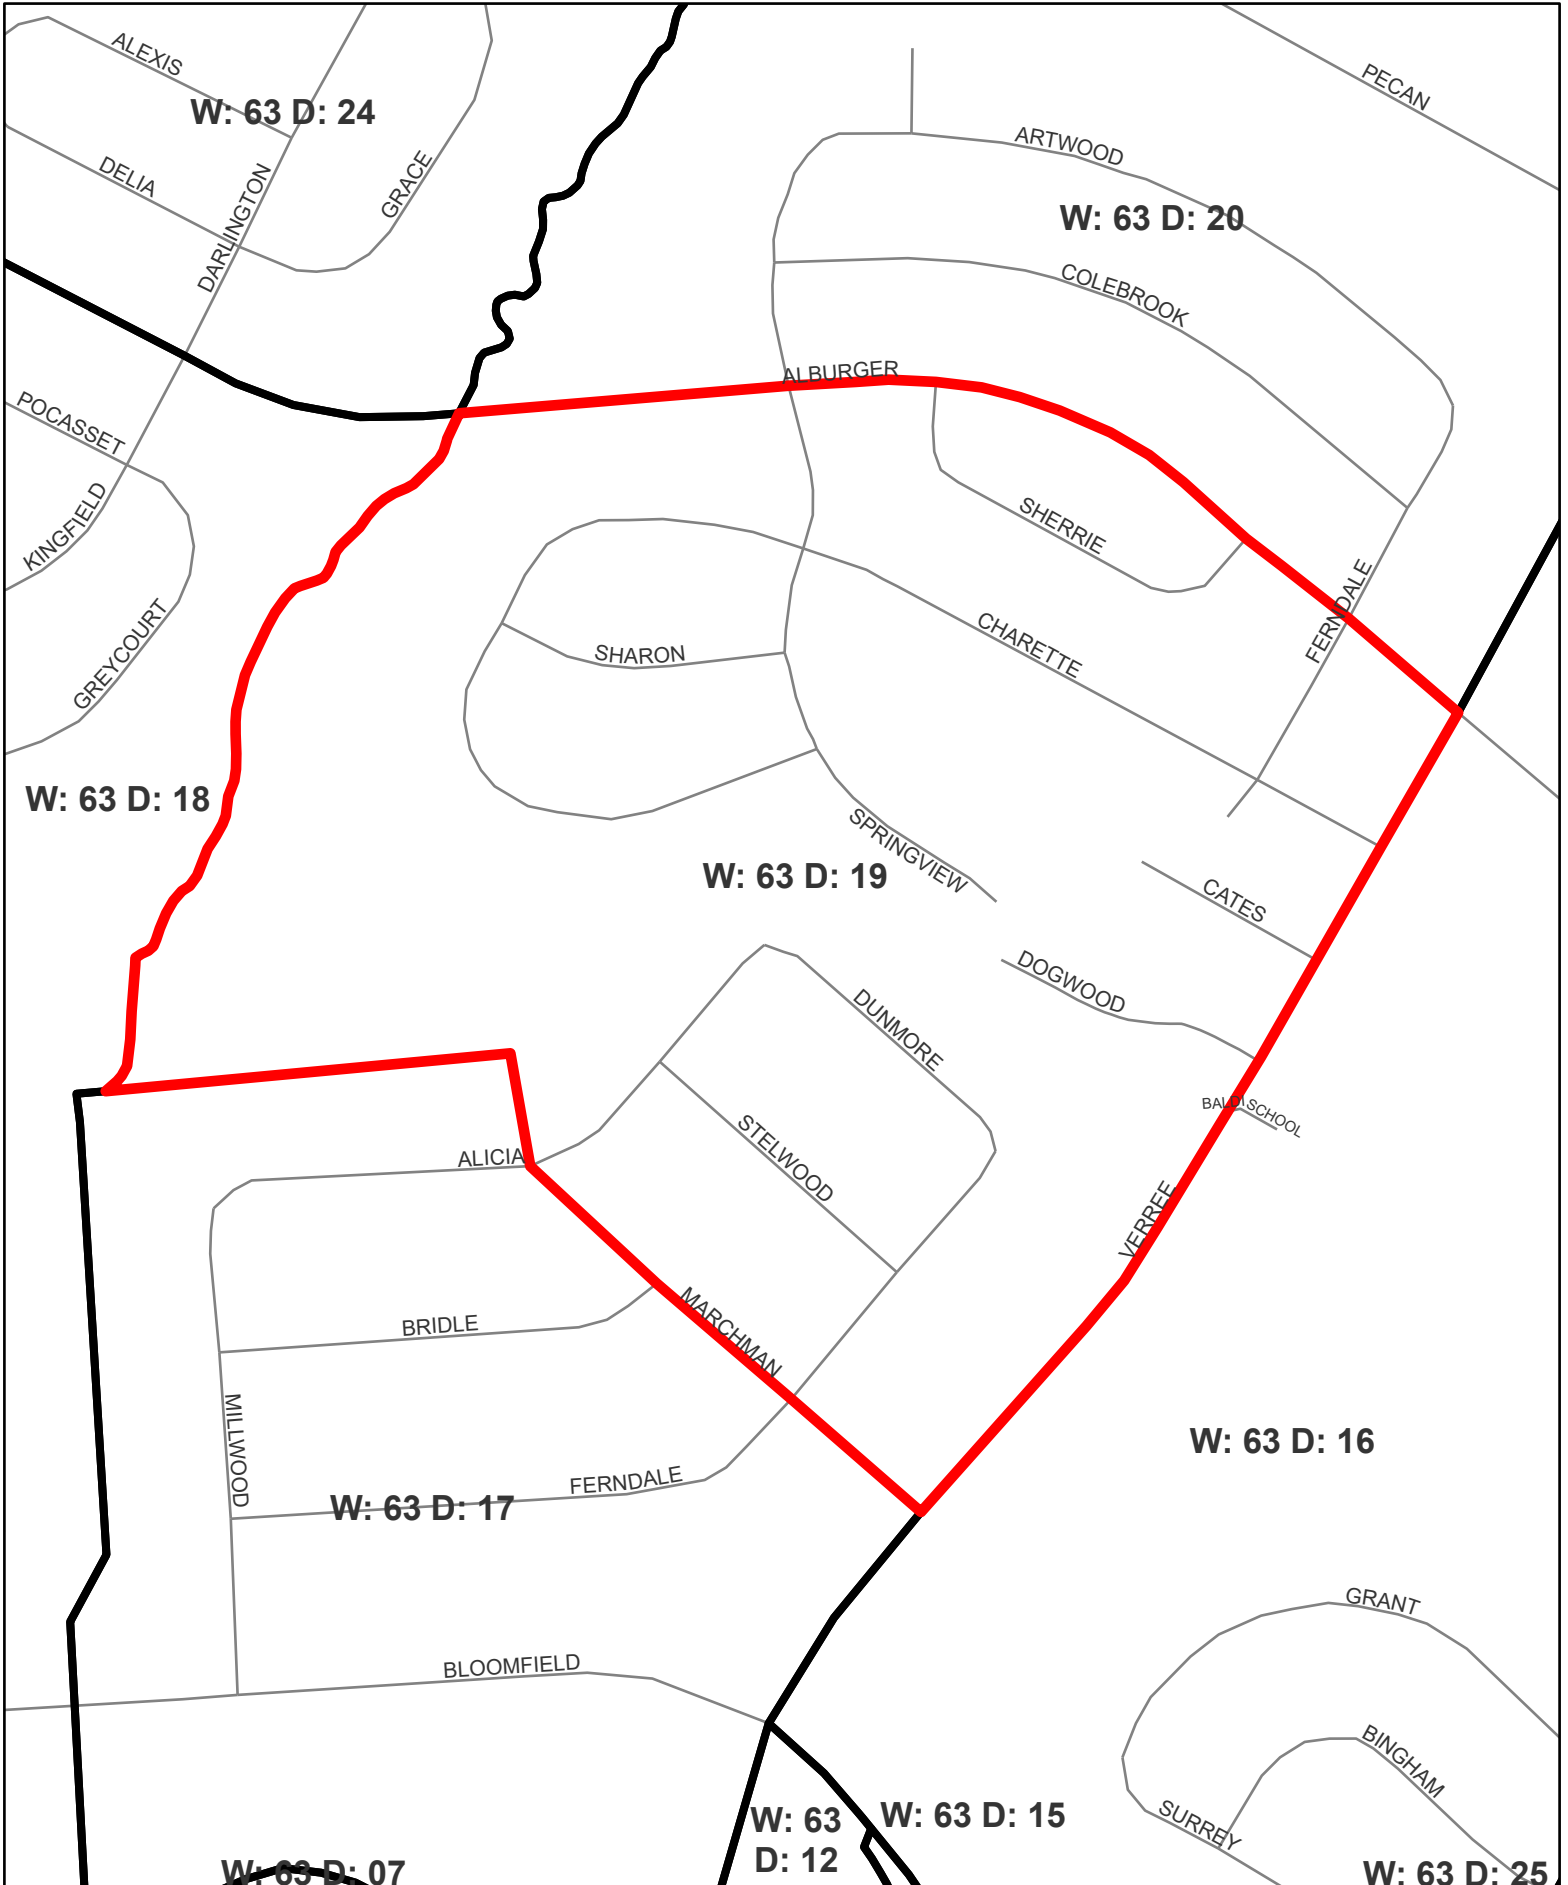 ALEXIS
PECAN
W: 63 D: 24
ARTWOOD
DELIA
GRACE
DARLINGTON
W: 63 D: 20
COLEBROOK
ALBURGER
POCASSET
KINGFIELD
SHERRIE
FERNDALE
GREYCOURT
SHARON
CHARETTE
W: 63 D: 18
SPRINGVIEW
W: 63 D: 19
CATES
DOGWOOD
DUNMORE
BALDI SCHOOL
STELWOOD
ALICIA
VERREE
BRIDLE
MARCHMAN
MILLWOOD
W: 63 D: 16
FERNDALE
W: 63 D: 17
GRANT
BLOOMFIELD
BINGHAM
W: 63
D: 12
W: 63 D: 15
SURREY
W: 63 D: 07
W: 63 D: 25